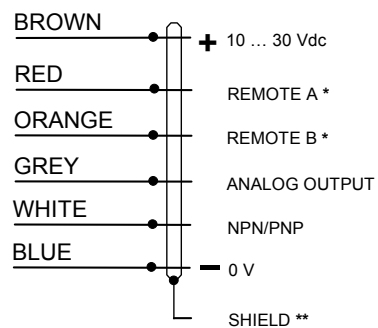 BROWN
+ 10 … 30 Vdc
RED
REMOTE A *
ORANGE
REMOTE B *
GREY
ANALOG OUTPUT
WHITE
NPN/PNP
BLUE
– 0 V
SHIELD **